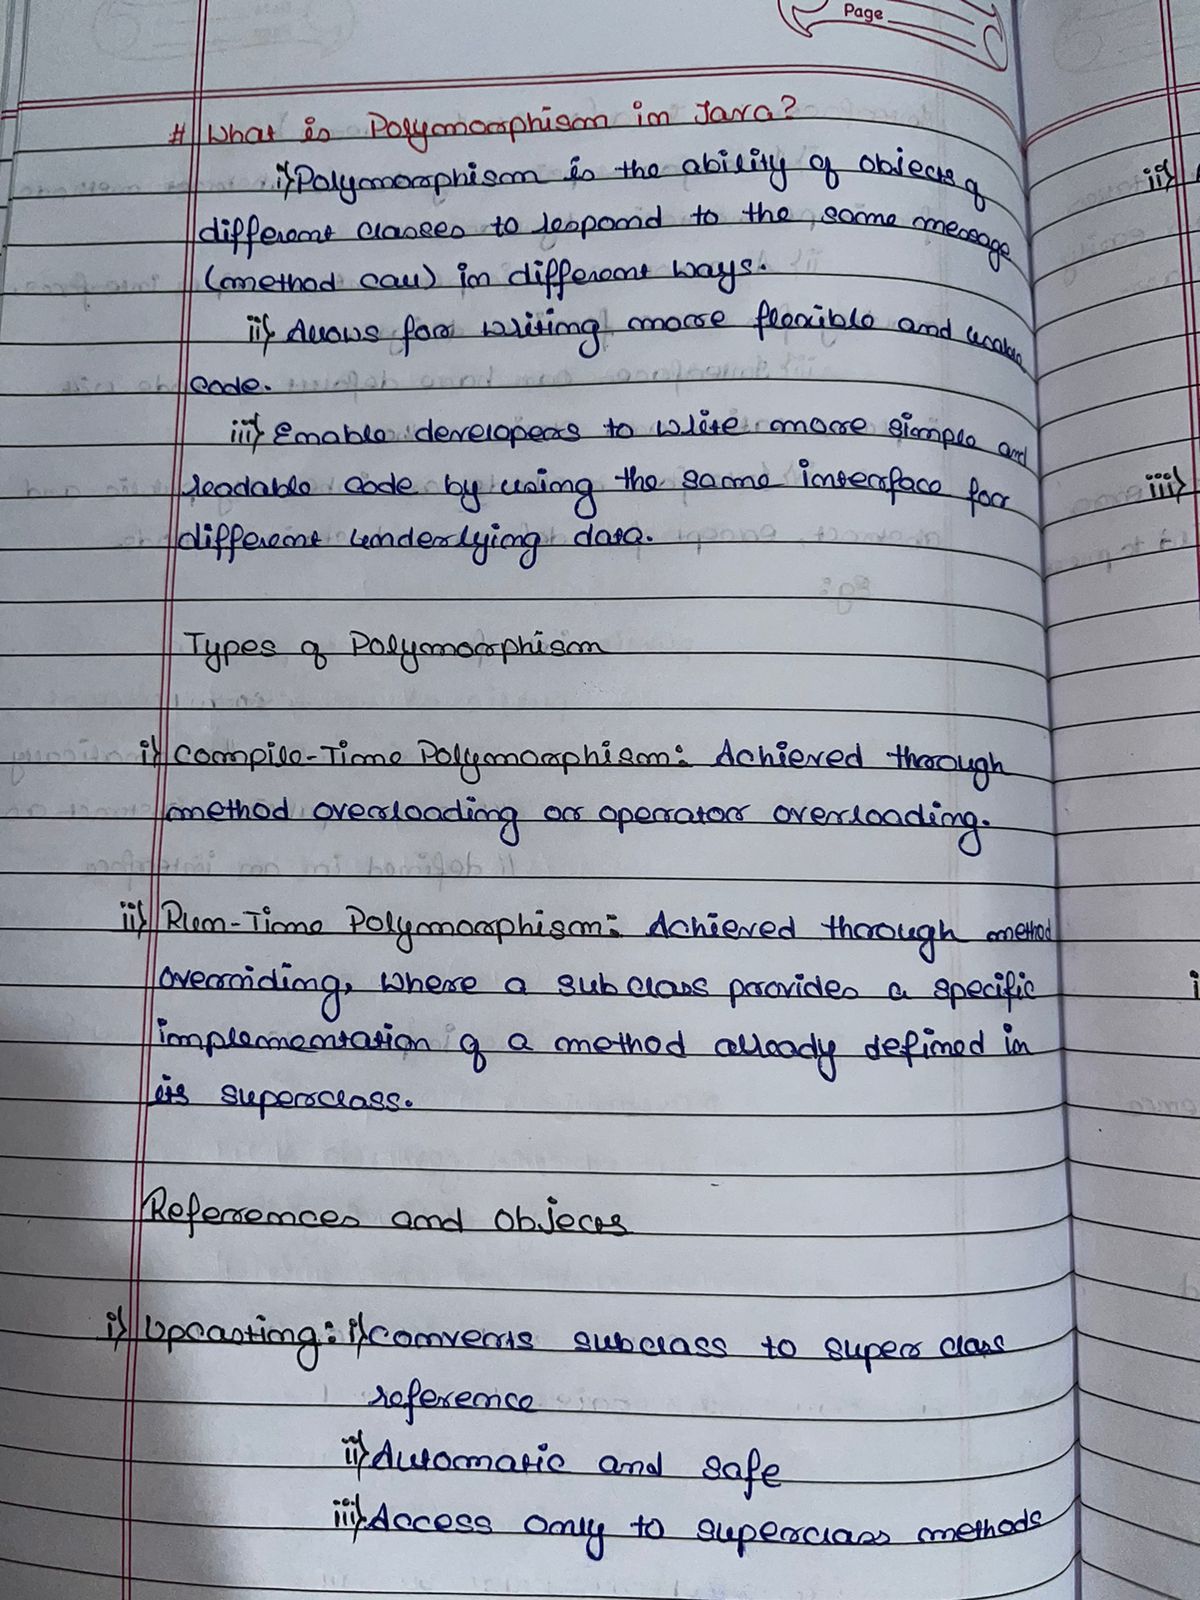 Page
# What is Polymorphism in Java?
i) Polymorphism is the ability of objects of
different classes to respond to the same message
(method call) in different ways.
ii) Allows for writing more flexible and
code.
iii) Enable developers to write more simple and
readable code by using the same interface for
different underlying data.
Types of Polymorphism
i) Compile-Time Polymorphism: Achieved through
method overloading or operator overloading.
ii) Run-Time Polymorphism: Achieved through method
overriding, where a subclass provides a specific
implementation of a method already defined in
its superclass.
References and Objects
i) Upcasting: i) converts subclass to super class
reference
ii) Automatic and safe
iii) Access only to superclass methods
ii)
iii)